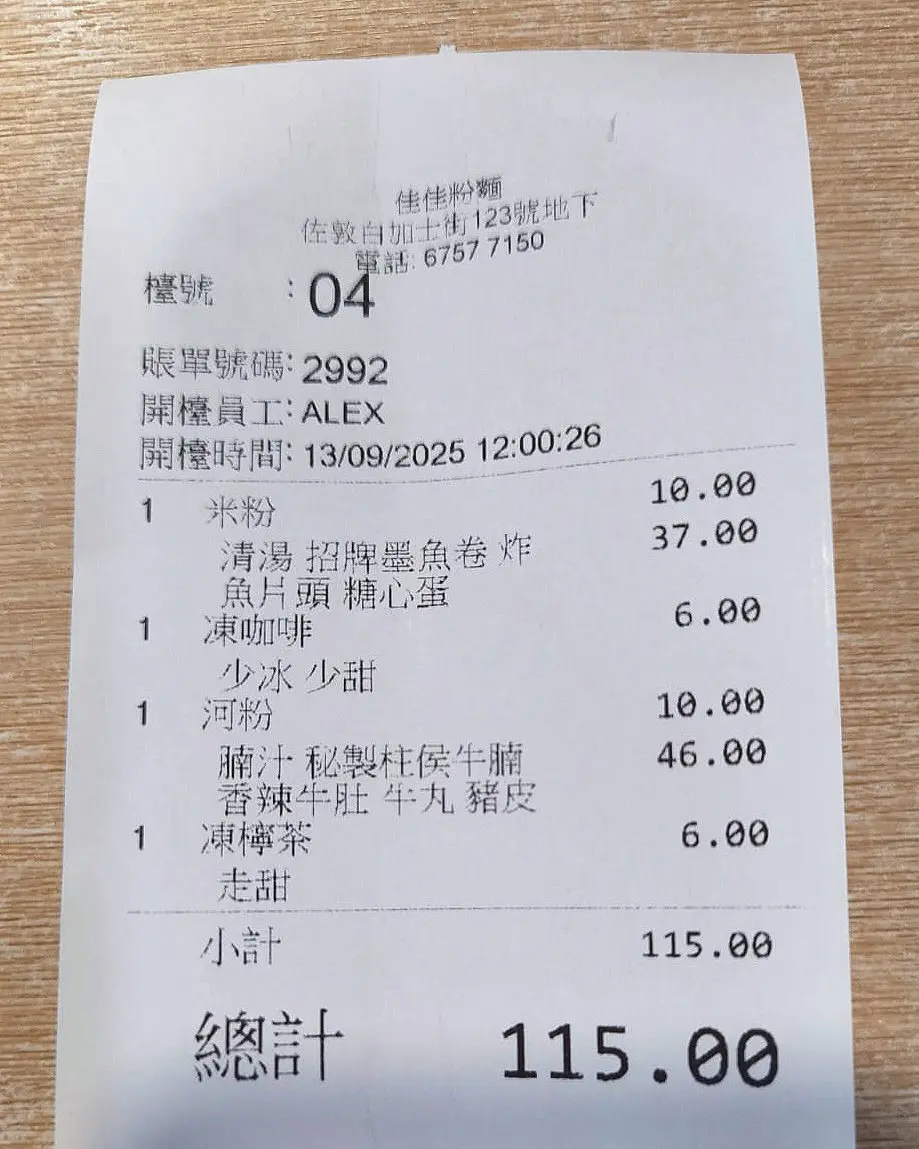 佳佳粉麵
佐敦白加士街123號地下
電話: 6757 7150
檯號 : 04
賬單號碼: 2992
開檯員工: ALEX
開檯時間: 13/09/2025 12:00:26
1 米粉 10.00
清湯 招牌墨魚卷 炸 37.00
魚片頭 糖心蛋
1 凍咖啡 6.00
少冰 少甜
1 河粉 10.00
腩汁 秘製柱侯牛腩 46.00
香辣牛肚 牛丸 豬皮
1 凍檸茶 6.00
走甜
小計 115.00
總計 115.00